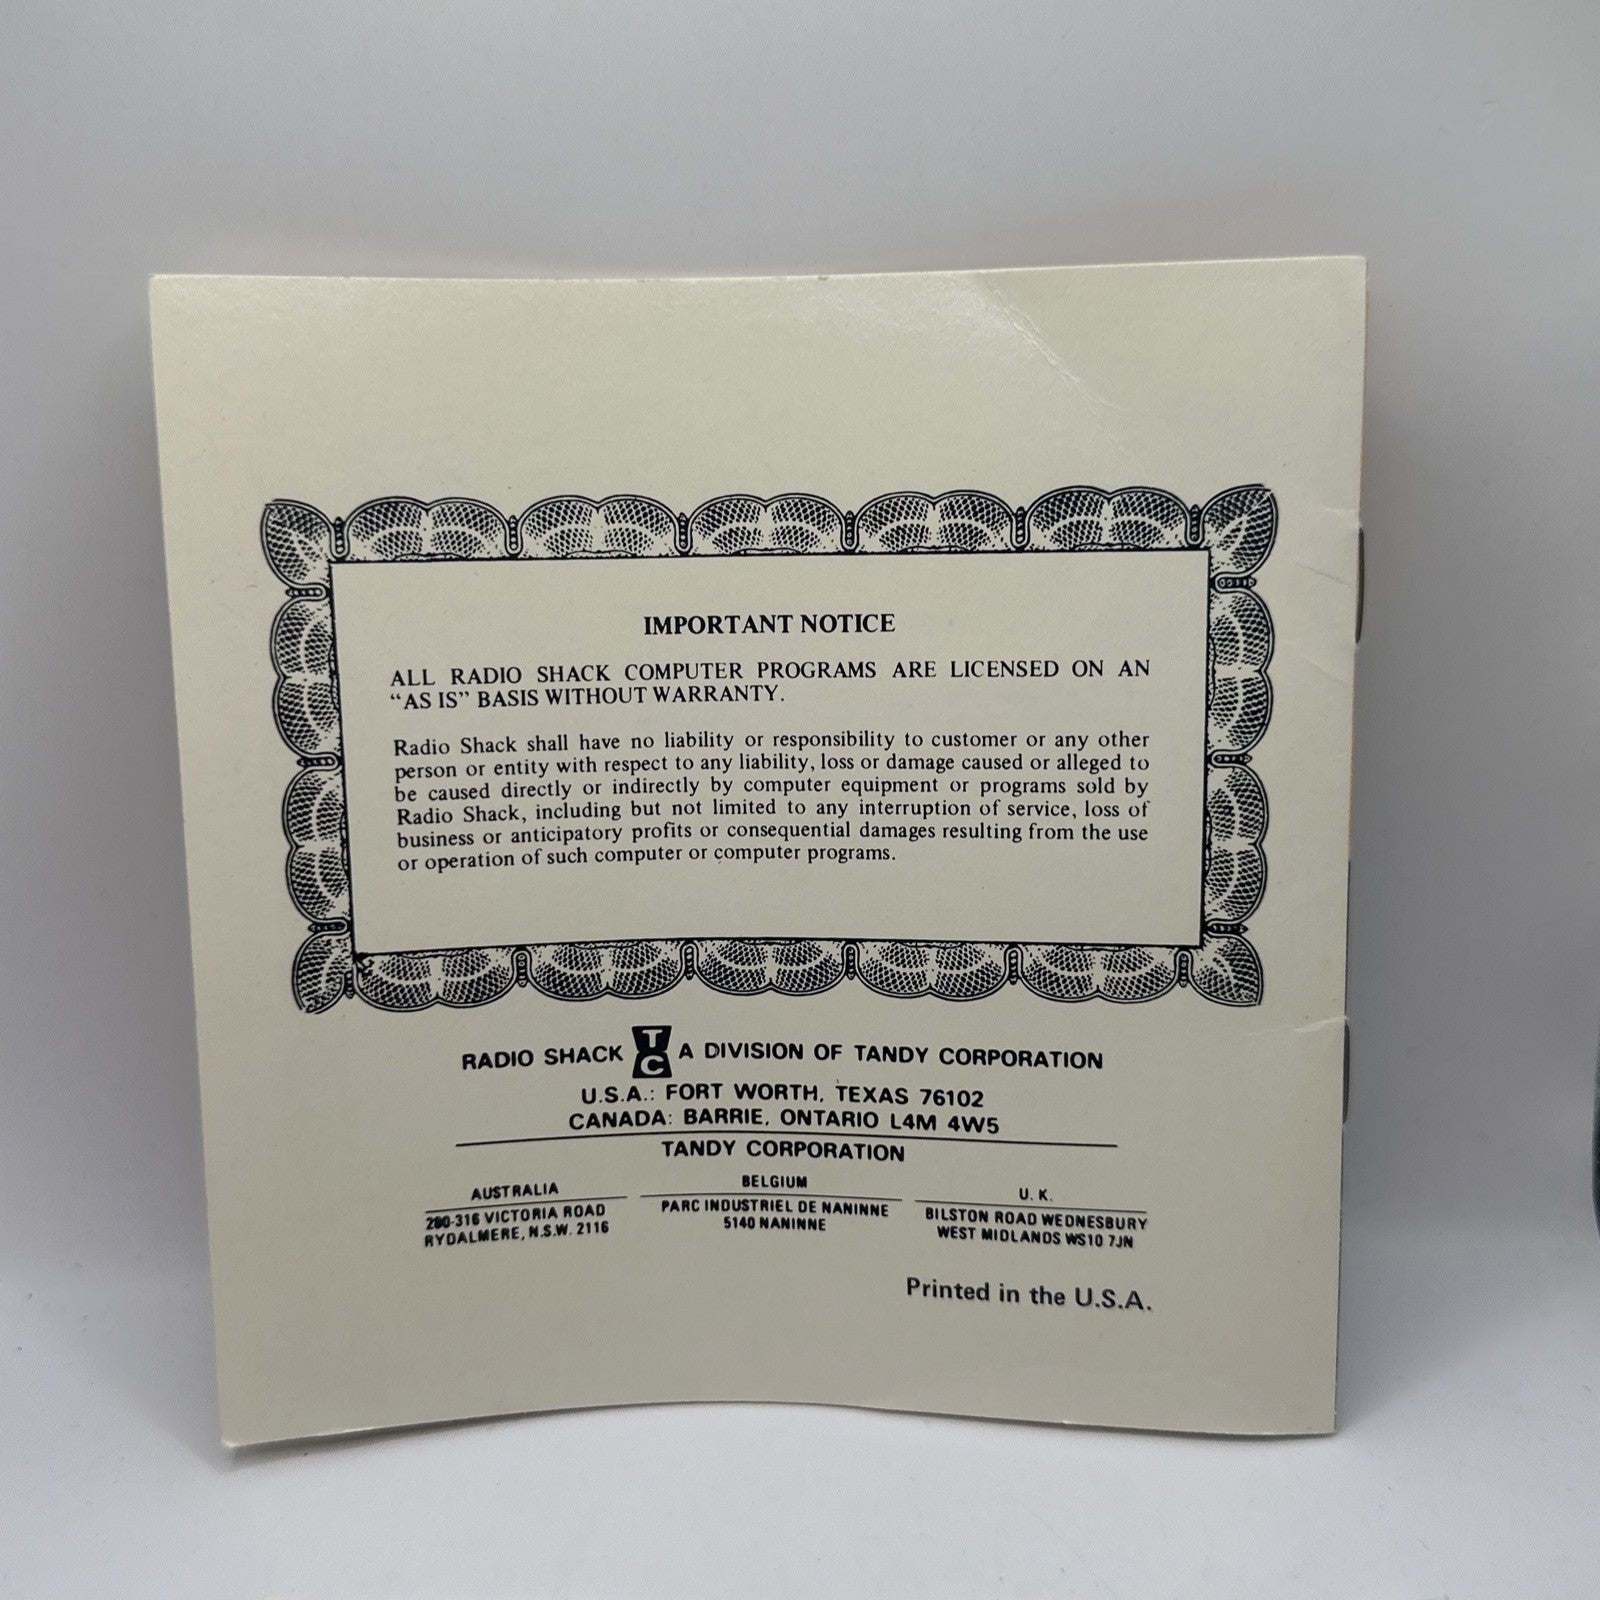 IMPORTANT NOTICE
ALL RADIO SHACK COMPUTER PROGRAMS ARE LICENSED ON AN
“AS IS” BASIS WITHOUT WARRANTY.
Radio Shack shall have no liability or responsibility to customer or any other
person or entity with respect to any liability, loss or damage caused or alleged to
be caused directly or indirectly by computer equipment or programs sold by
Radio Shack, including but not limited to any interruption of service, loss of
business or anticipatory profits or consequential damages resulting from the use
or operation of such computer or computer programs.
RADIO SHACK TC A DIVISION OF TANDY CORPORATION
U.S.A.: FORT WORTH, TEXAS 76102
CANADA: BARRIE, ONTARIO L4M 4W5
TANDY CORPORATION
AUSTRALIA
280-316 VICTORIA ROAD
RYDALMERE, N.S.W. 2116
BELGIUM
PARC INDUSTRIEL DE NANINNE
5140 NANINNE
U. K.
BILSTON ROAD WEDNESBURY
WEST MIDLANDS WS10 7JN
Printed in the U.S.A.